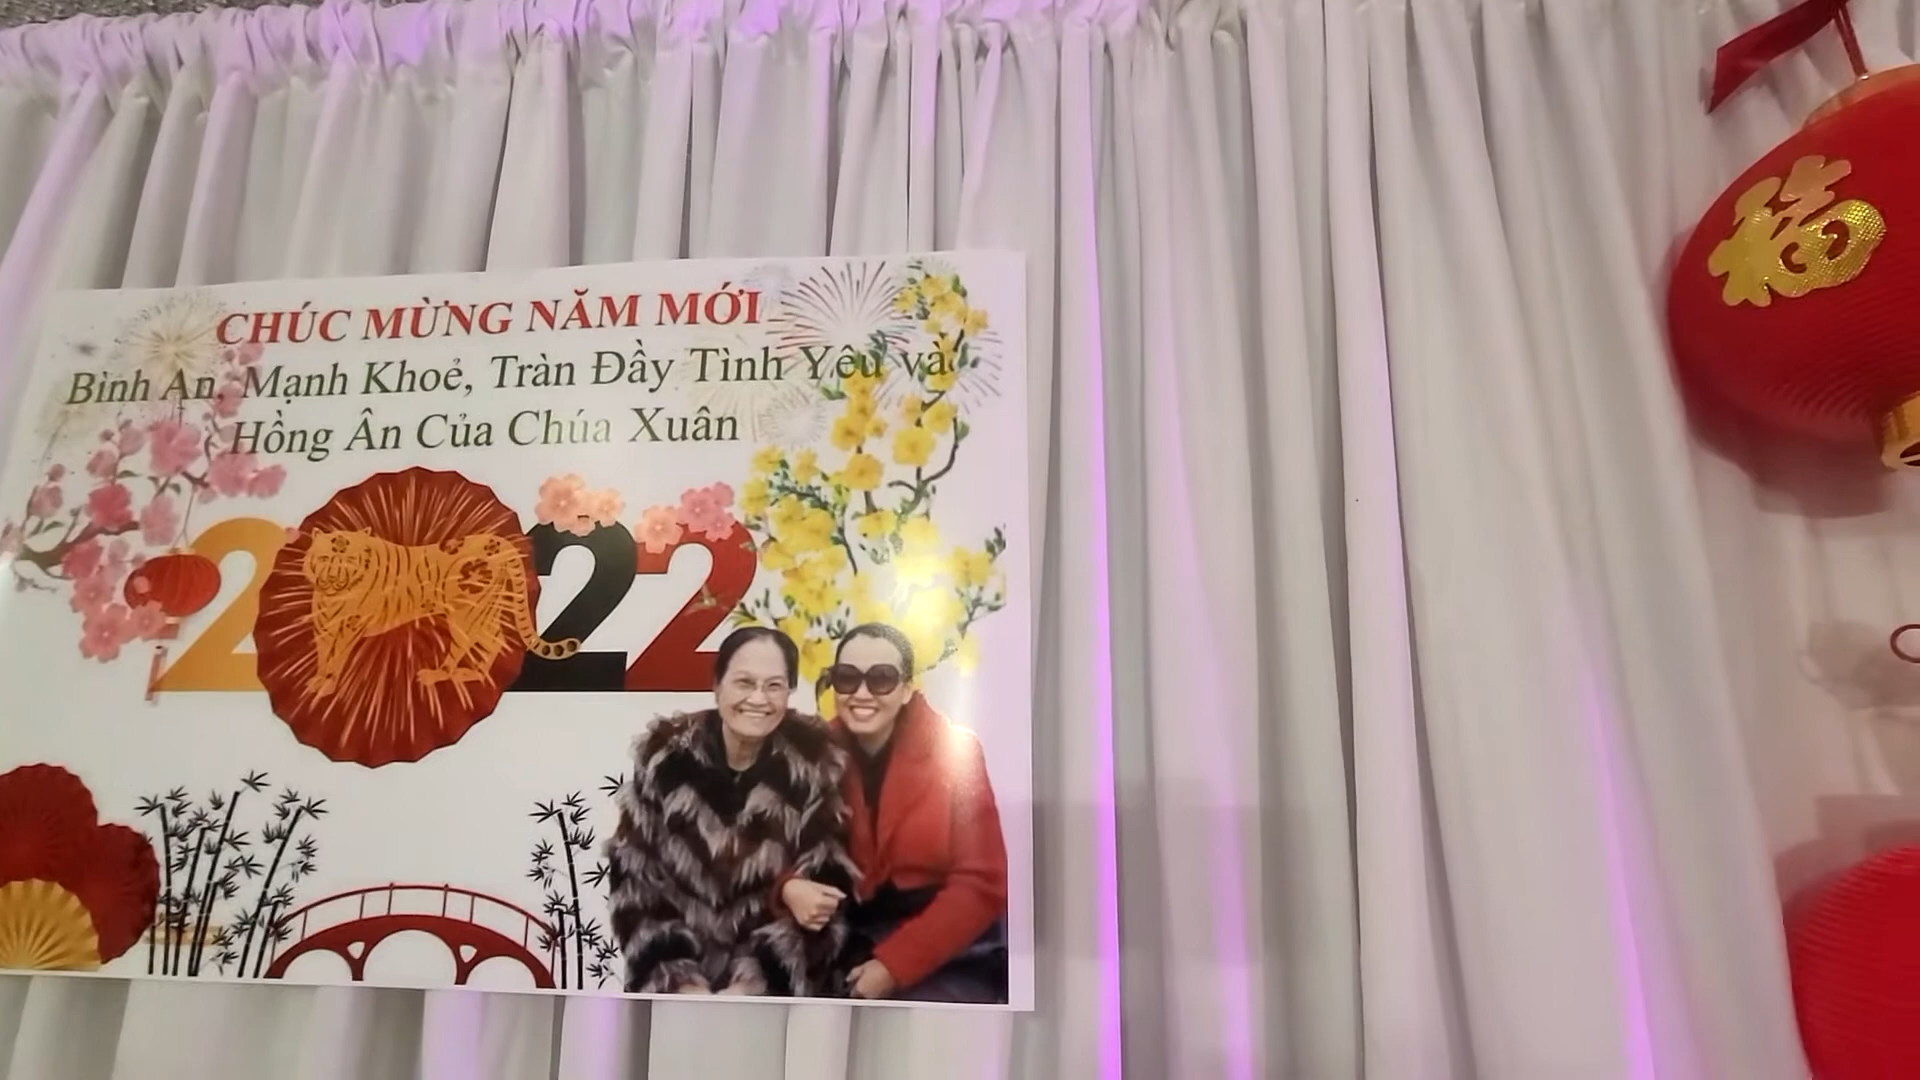 CHÚC MỪNG NĂM MỚI
Bình An, Mạnh Khoẻ, Tràn Đầy Tình Yêu và
Hồng Ân Của Chúa Xuân
2022
福